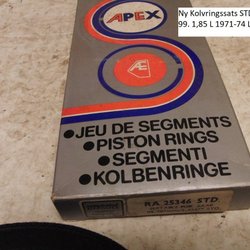 Ny Kolvringssats STD
99. 1,85 L 1971-74 L
APEX
AE
JEU DE SEGMENTS
PISTON RINGS
SEGMENTI
KOLBENRINGE
RA 25346 STD.